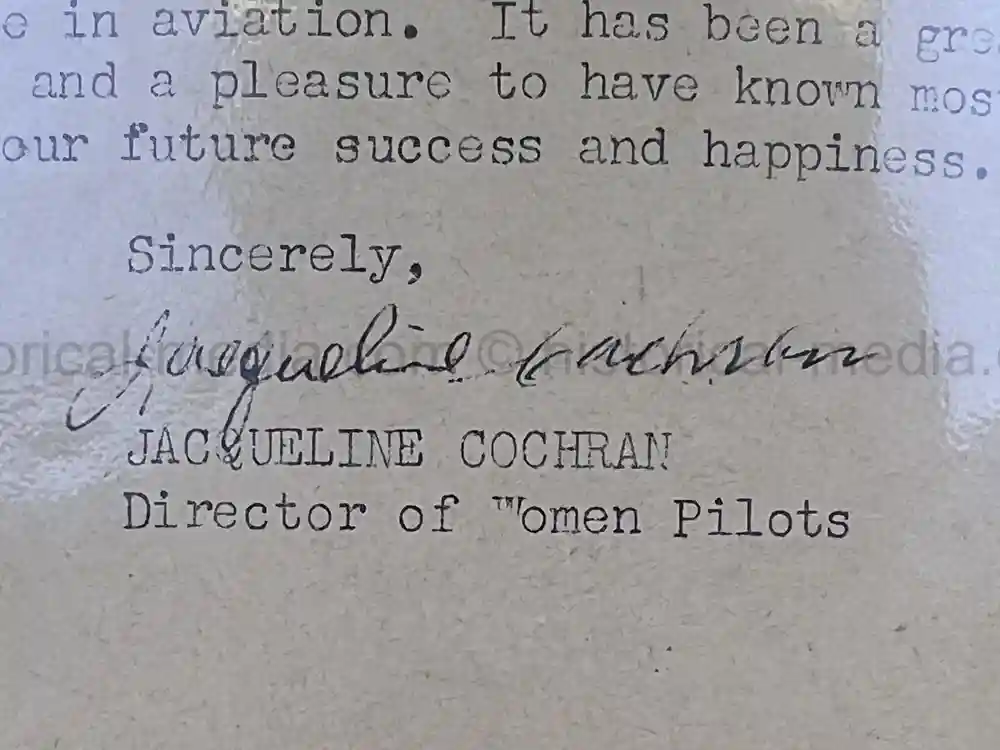 e in aviation. It has been a gre
and a pleasure to have known mos
our future success and happiness.
Sincerely,
Jacqueline Cochran
JACQUELINE COCHRAN
Director of Women Pilots